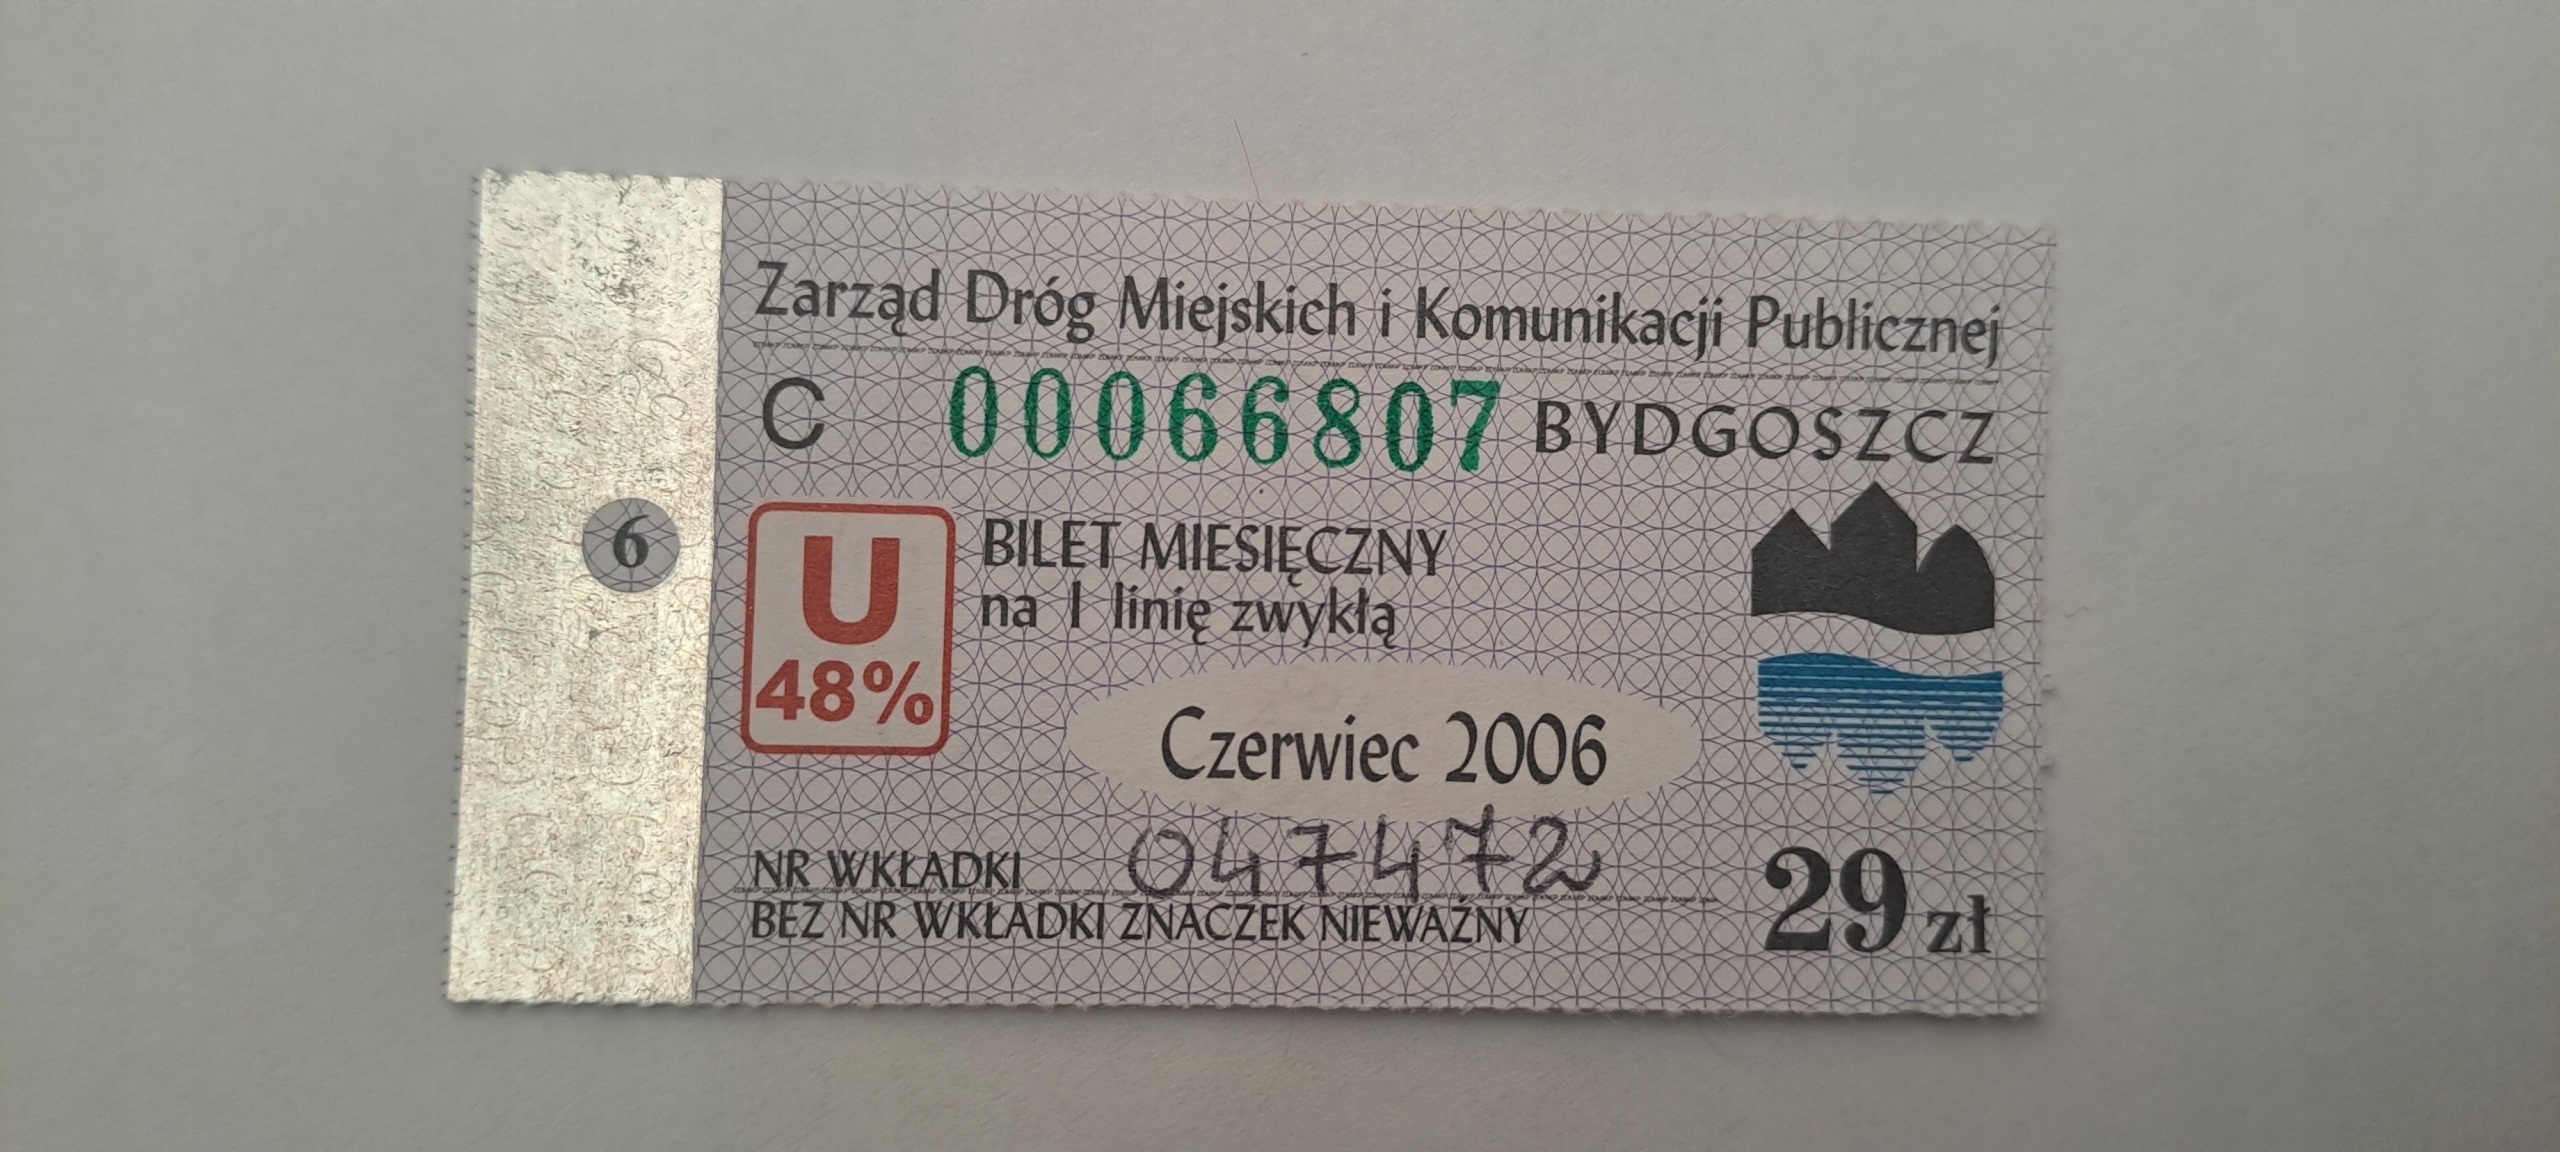 Zarząd Dróg Miejskich i Komunikacji Publicznej
C 00066807 BYDGOSZCZ
6
U
48%
BILET MIESIĘCZNY
na 1 linię zwykłą
Czerwiec 2006
NR WKŁADKI 047472
BEZ NR WKŁADKI ZNACZEK NIEWAŻNY
29 zł